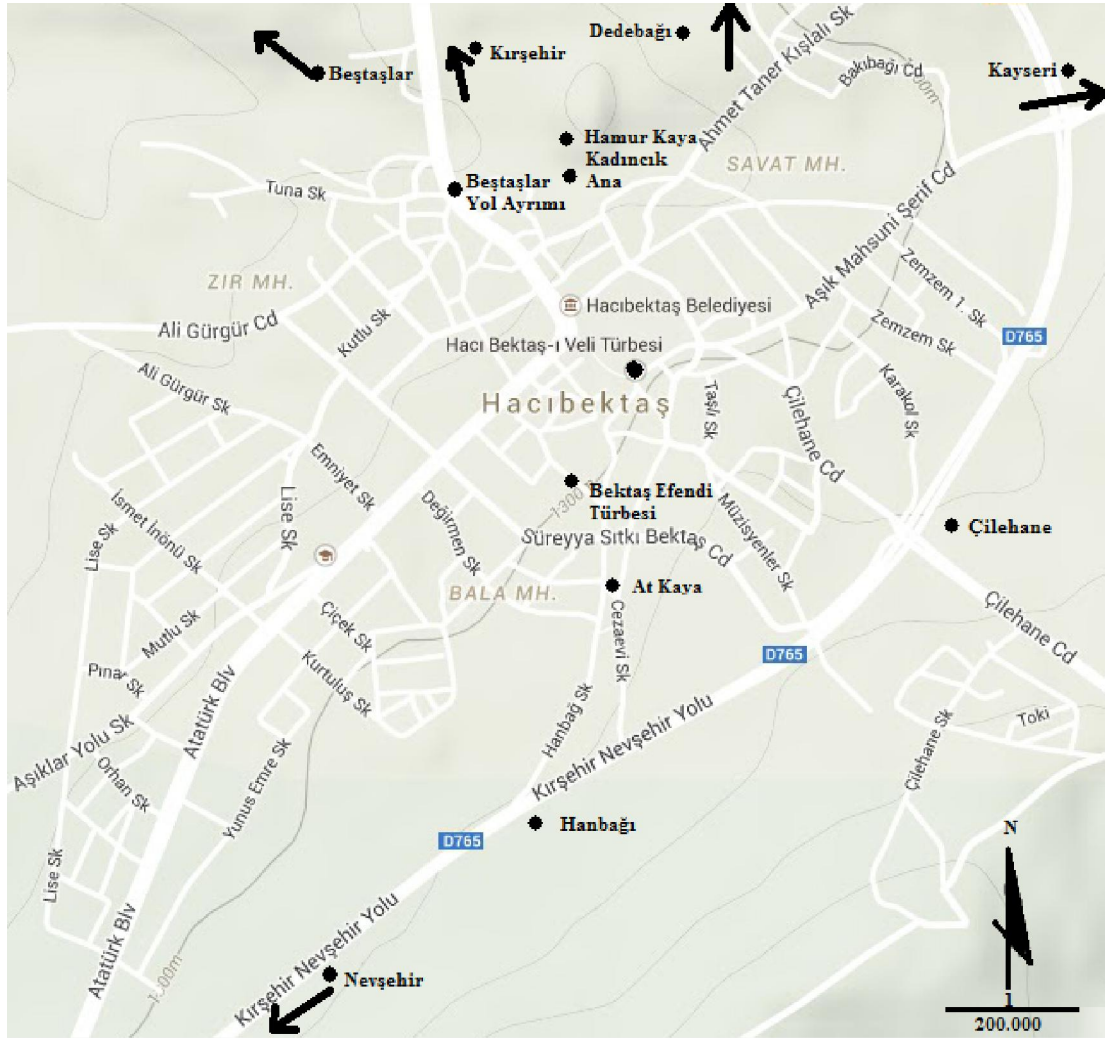 Dedebağı
Kırşehir
Beştaşlar
Kayseri
Ahmet Taner Kışlalı Sk
Bakıbağı Cd
1300m
Hamur Kaya
Kadıncık
Ana
SAVAT MH.
Tuna Sk
Beştaşlar
Yol Ayrımı
Aşık Mahsuni Şerif Cd
ZIR MH.
Zemzem 1. Sk
Hacıbektaş Belediyesi
Ali Gürgür Cd
Kutlu Sk
Zemzem Sk
D765
Hacı Bektaş-ı Veli Türbesi
Ali Gürgür Sk
Hacıbektaş
Taşlı Sk
Çilehane Cd
Karakol Sk
Emniyet Sk
Bektaş Efendi
Türbesi
1300
İsmet İnönü Sk
Lise Sk
Değirmen Sk
Müzisyenler Sk
Çilehane
Lise Sk
Süreyya Sıtkı Bektaş Cd
BALA MH.
At Kaya
Çiçek Sk
Cezaevi Sk
Çilehane Cd
Mutlu Sk
D765
Pınar Sk
Kurtuluş Sk
Atatürk Blv
Hanbağ Sk
Toki
Aşıklar Yolu Sk
Çilehane Sk
Orhan Sk
Yunus Emre Sk
Kırşehir Nevşehir Yolu
Hanbağı
D765
N
Lise Sk
Atatürk Blv
Kırşehir Nevşehir Yolu
Nevşehir
1300m
1
200.000